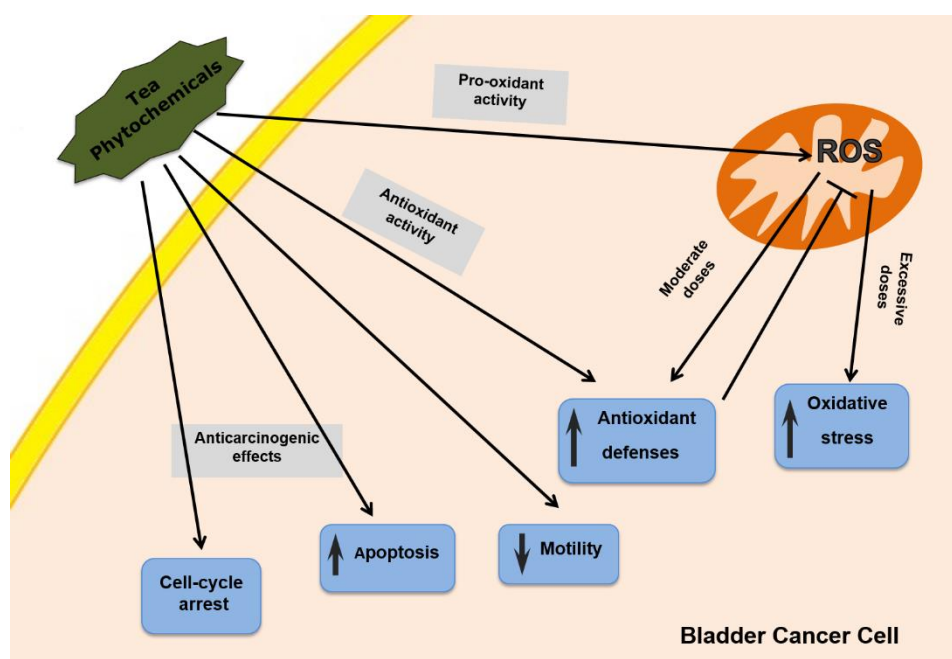 Tea
Phytochemicals
Pro-oxidant
activity
ROS
Antioxidant
activity
Moderate
doses
Excessive
doses
Antioxidant
defenses
Oxidative
stress
Anticarcinogenic
effects
Apoptosis
Motility
Cell-cycle
arrest
Bladder Cancer Cell